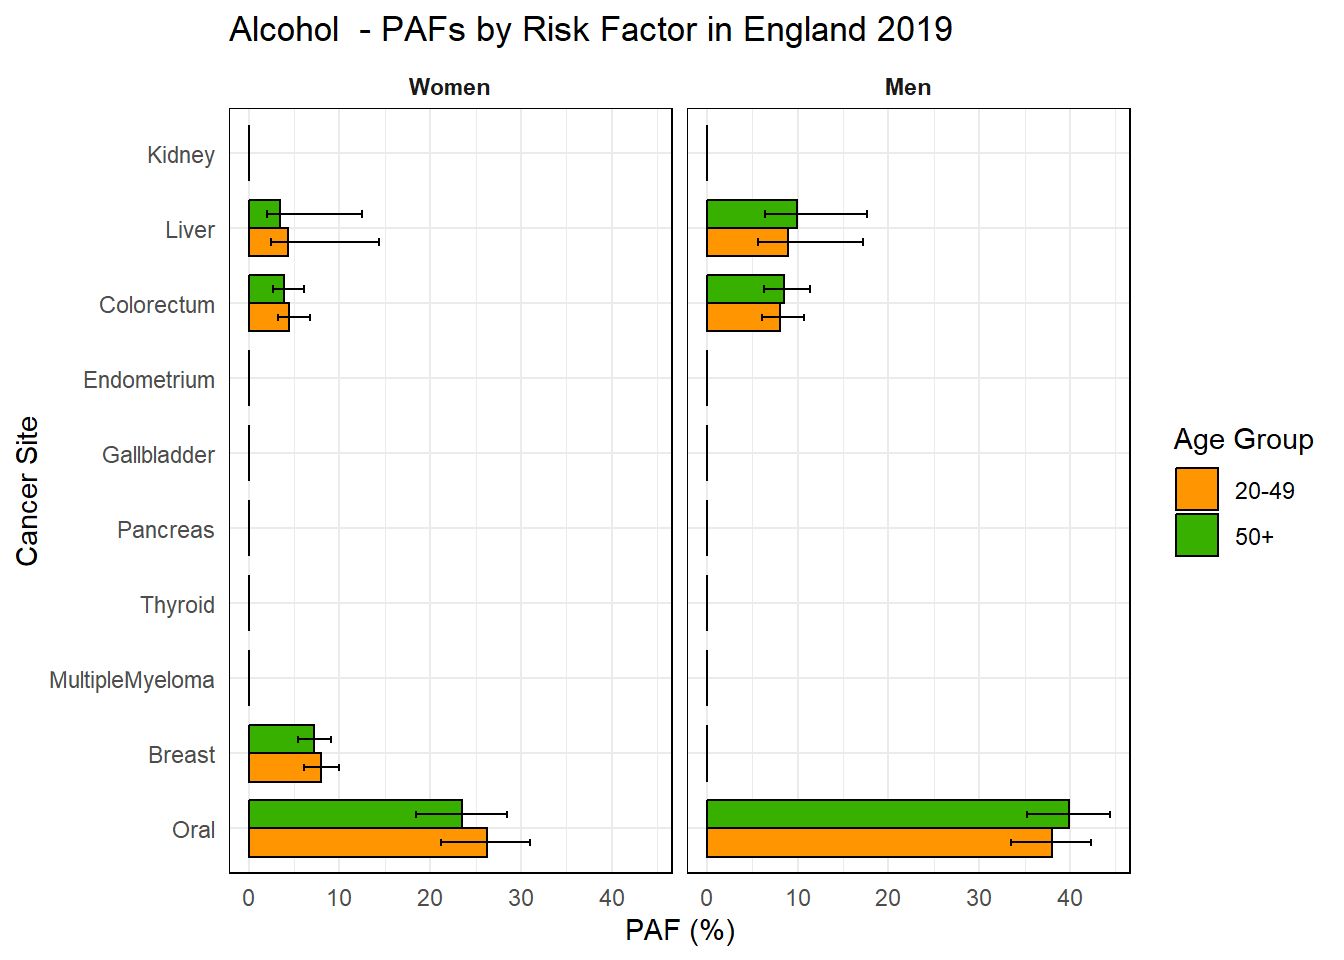 Alcohol  - PAFs by Risk Factor in England 2019
Women
Men
Cancer Site
Kidney
Liver
Colorectum
Endometrium
Gallbladder
Pancreas
Thyroid
MultipleMyeloma
Breast
Oral
0 10 20 30 40
0 10 20 30 40
PAF (%)
Age Group
20-49
50+